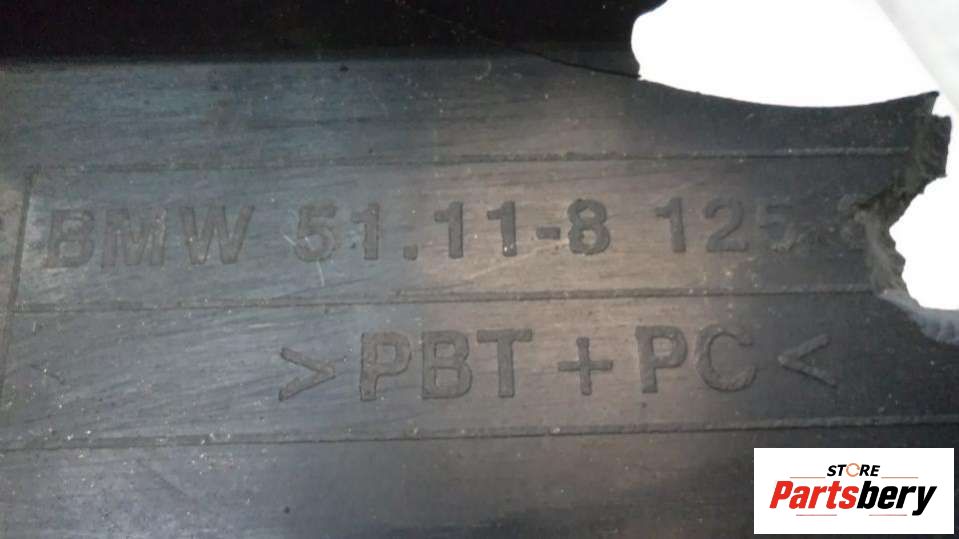 BMW 51.11-8 125
>PBT+PC<
STORE
Partsbery